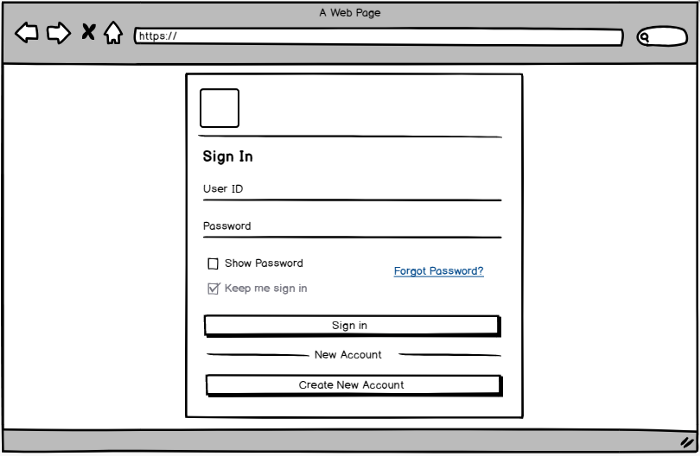 A Web Page
https://
Sign In
User ID
Password
Show Password
Forgot Password?
Keep me sign in
Sign in
New Account
Create New Account